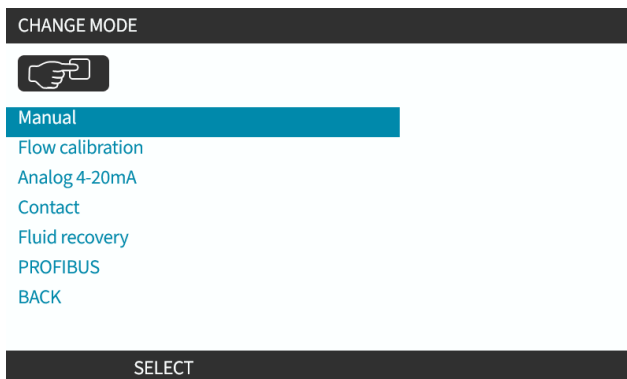 CHANGE MODE
Manual
Flow calibration
Analog 4-20mA
Contact
Fluid recovery
PROFIBUS
BACK
SELECT